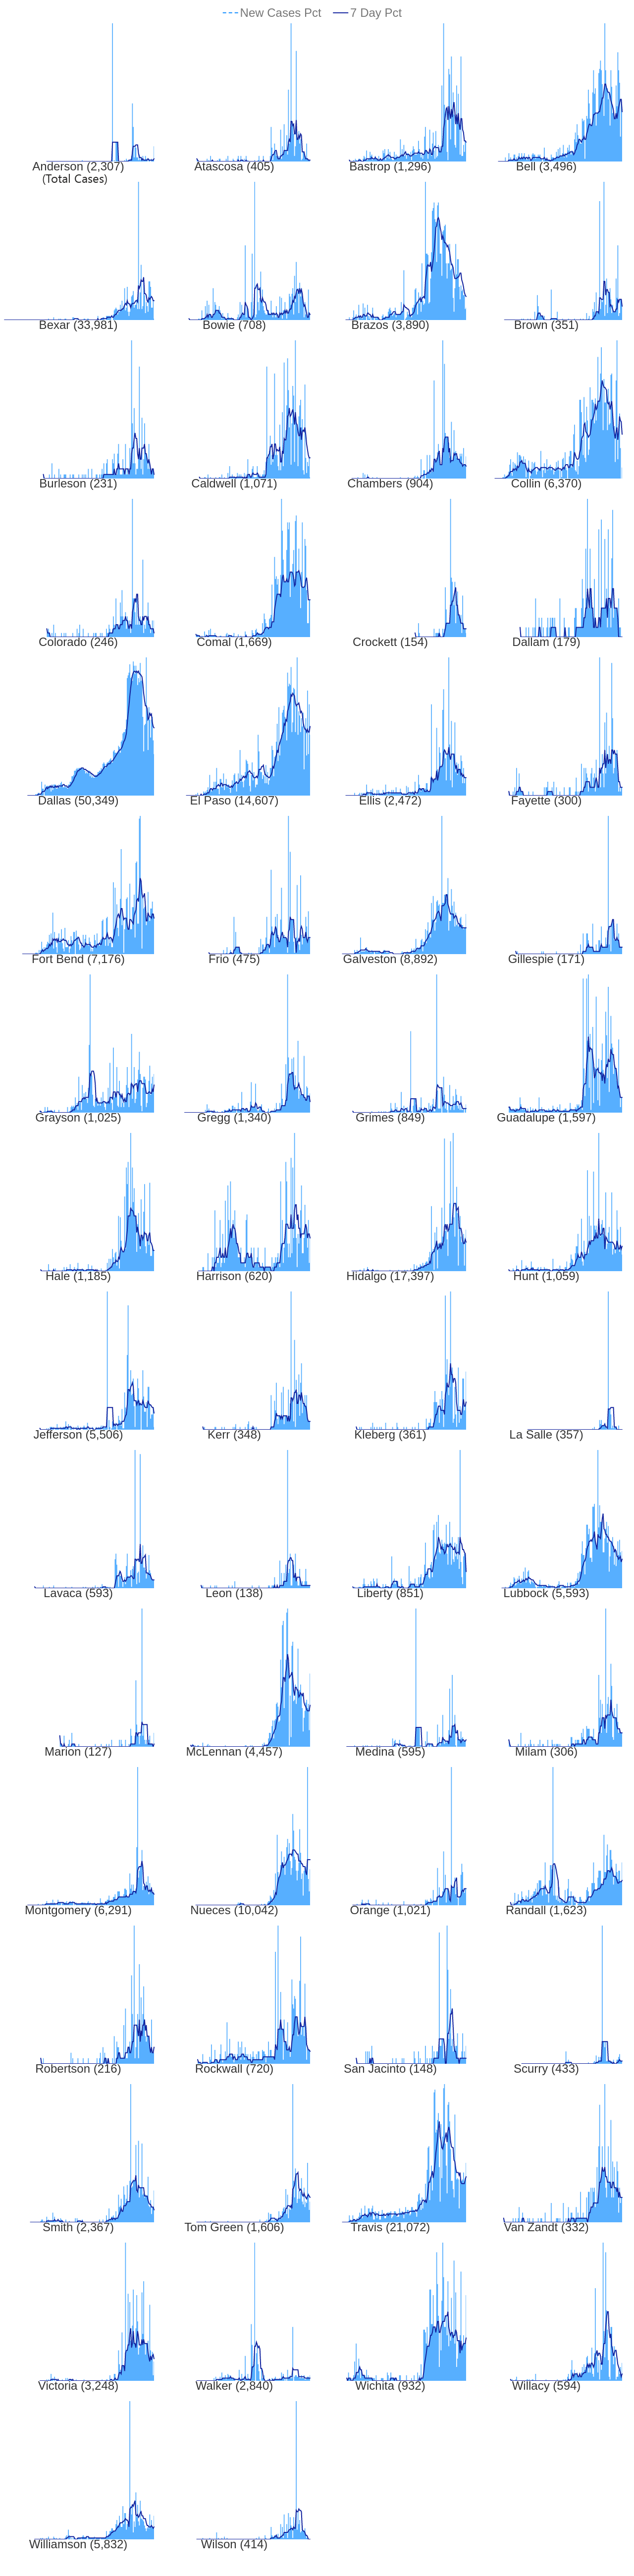 New Cases Pct 7 Day Pct
Anderson (2,307) Atascosa (405) Bastrop (1,296) Bell (3,496)
(Total Cases)
Bexar (33,981) Bowie (708) Brazos (3,890) Brown (351)
Burleson (231) Caldwell (1,071) Chambers (904) Collin (6,370)
Colorado (246) Comal (1,669) Crockett (154) Dallam (179)
Dallas (50,349) El Paso (14,607) Ellis (2,472) Fayette (300)
Fort Bend (7,176) Frio (475) Galveston (8,892) Gillespie (171)
Grayson (1,025) Gregg (1,340) Grimes (849) Guadalupe (1,597)
Hale (1,185) Harrison (620) Hidalgo (17,397) Hunt (1,059)
Jefferson (5,506) Kerr (348) Kleberg (361) La Salle (357)
Lavaca (593) Leon (138) Liberty (851) Lubbock (5,593)
Marion (127) McLennan (4,457) Medina (595) Milam (306)
Montgomery (6,291) Nueces (10,042) Orange (1,021) Randall (1,623)
Robertson (216) Rockwall (720) San Jacinto (148) Scurry (433)
Smith (2,367) Tom Green (1,606) Travis (21,072) Van Zandt (332)
Victoria (3,248) Walker (2,840) Wichita (932) Willacy (594)
Williamson (5,832) Wilson (414)